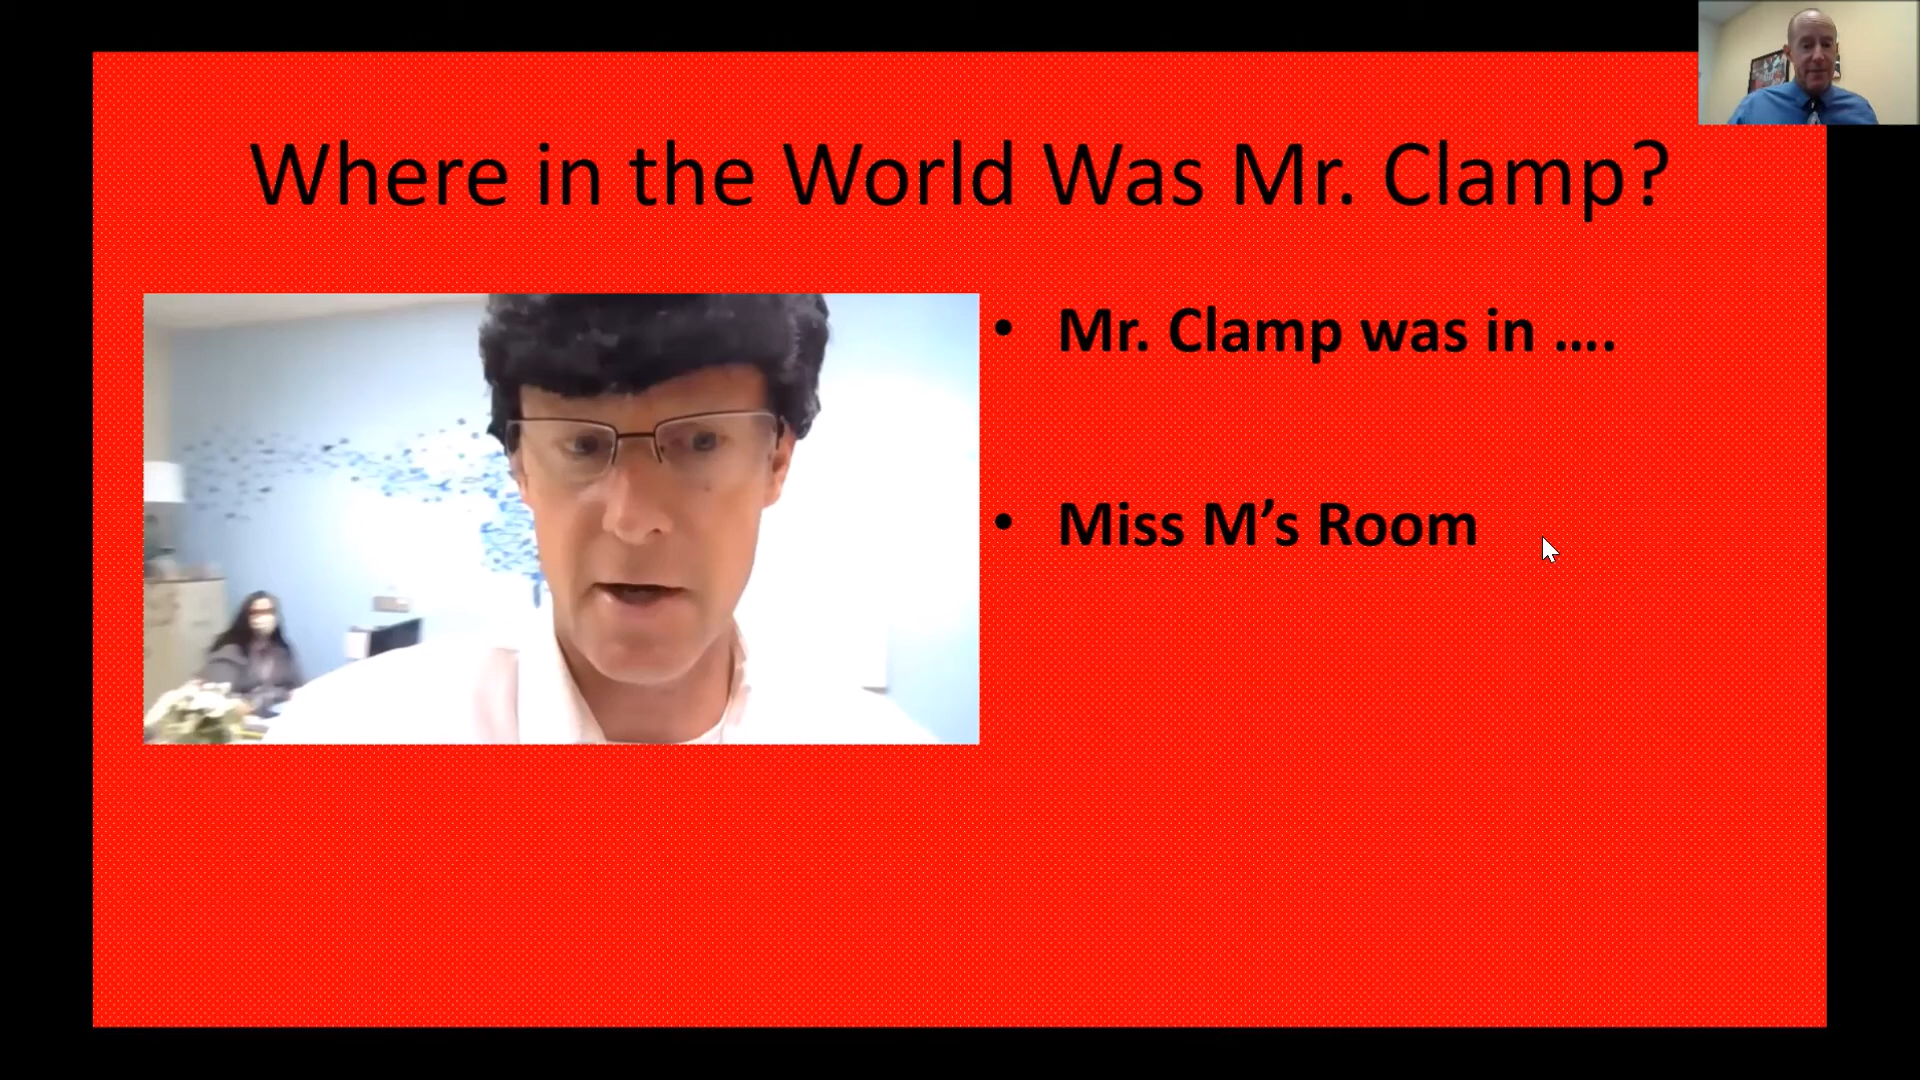 Where in the World Was Mr. Clamp?
• Mr. Clamp was in ....
• Miss M’s Room